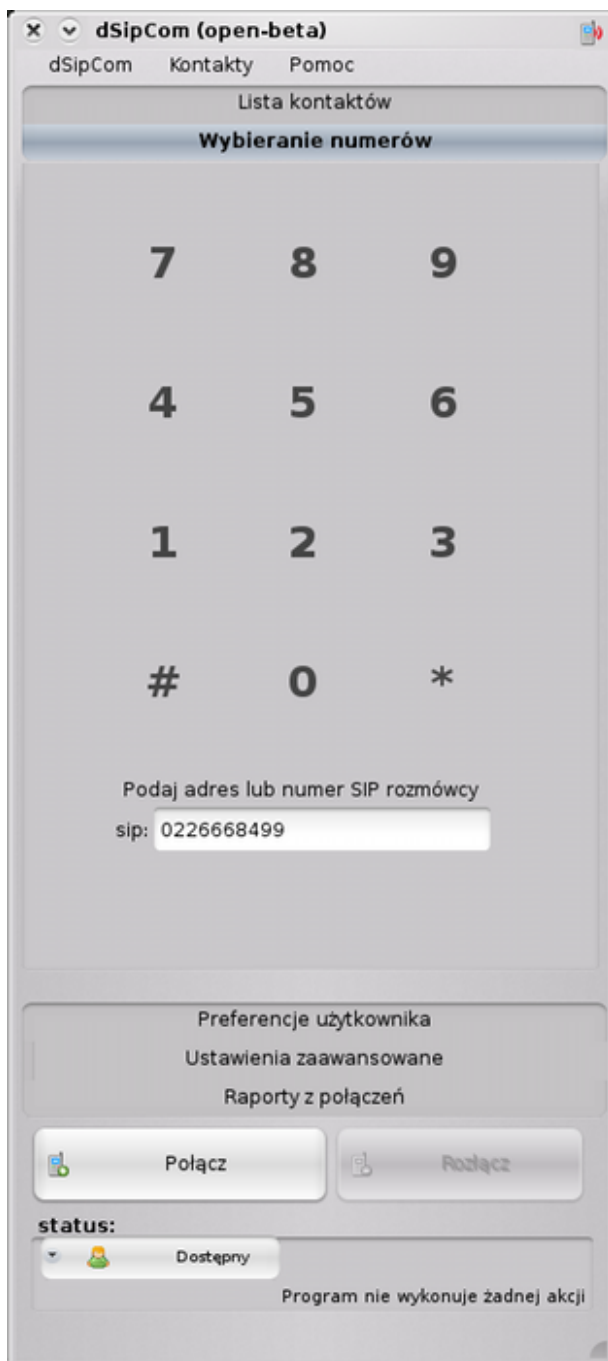 dSipCom (open-beta)
dSipCom Kontakty Pomoc
Lista kontaktów
Wybieranie numerów
7 8 9
4 5 6
1 2 3
# 0 *
Podaj adres lub numer SIP rozmówcy
sip: 0226668499
Preferencje użytkownika
Ustawienia zaawansowane
Raporty z połączeń
Połącz Rozłącz
status:
Dostępny
Program nie wykonuje żadnej akcji